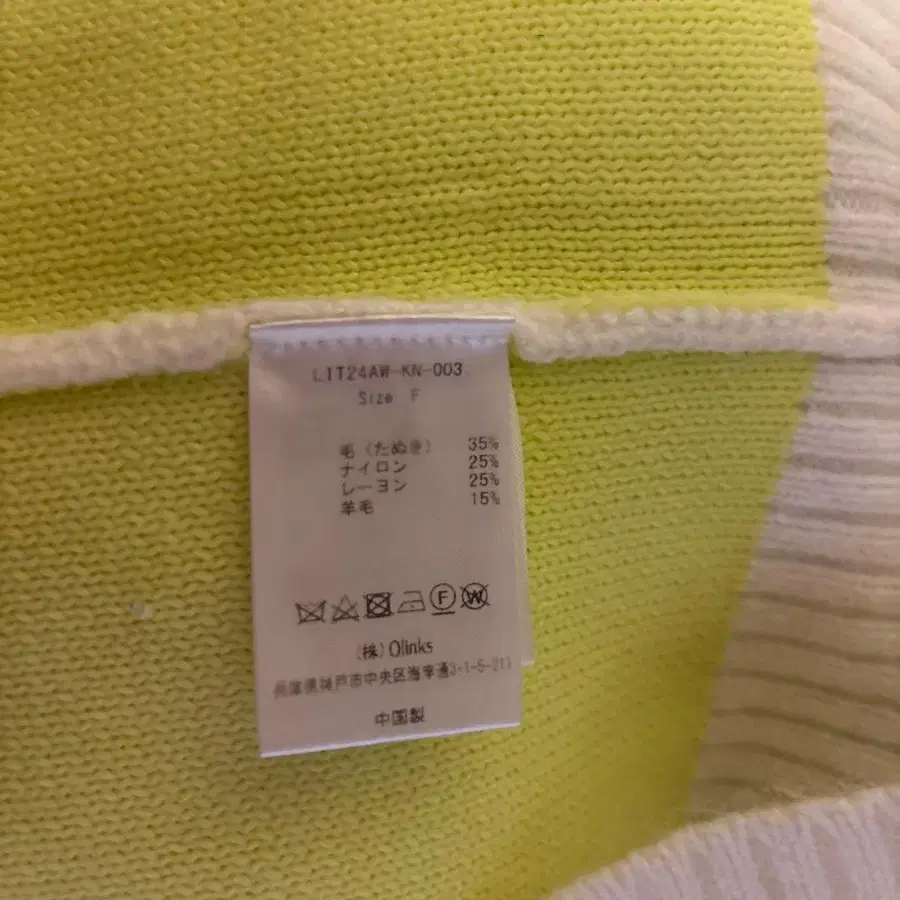 LIT24AW-KN-003
Size F
毛（たぬき） 35%
ナイロン 25%
レーヨン 25%
羊毛 15%
F W
(株) Olinks
兵庫県神戸市中央区海岸通3-1-5-211
中国製